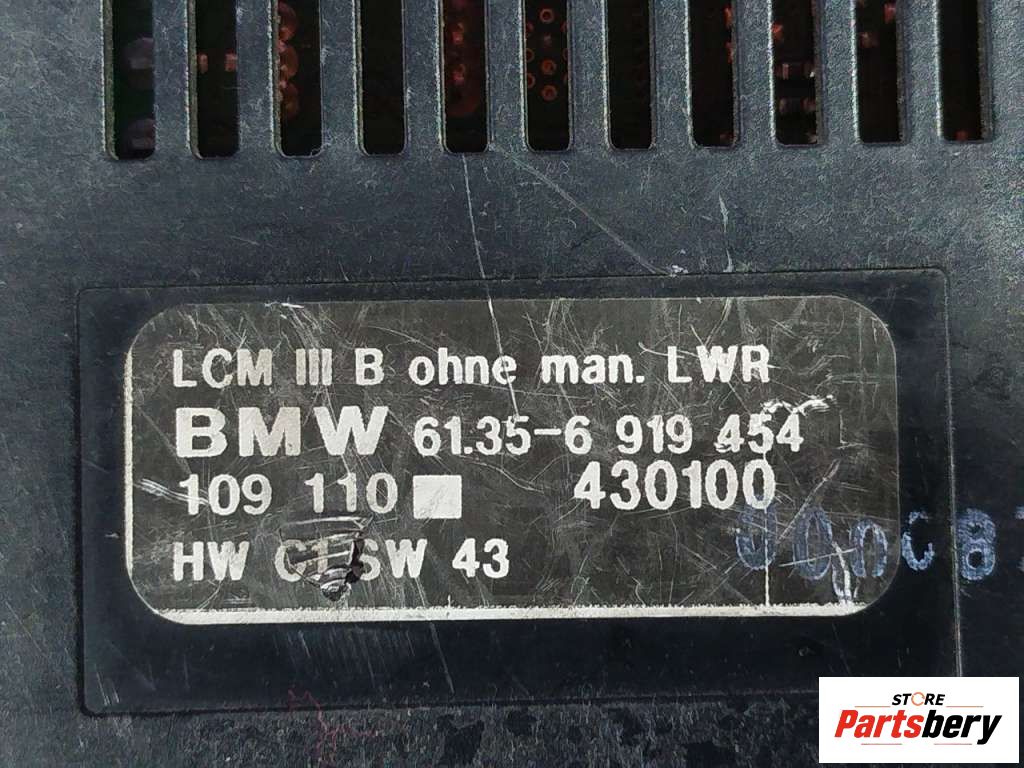 LCM III B ohne man. LWR
BMW 61.35-6 919 454
109 110 430100
HW C1 SW 43
STORE
Partsbery